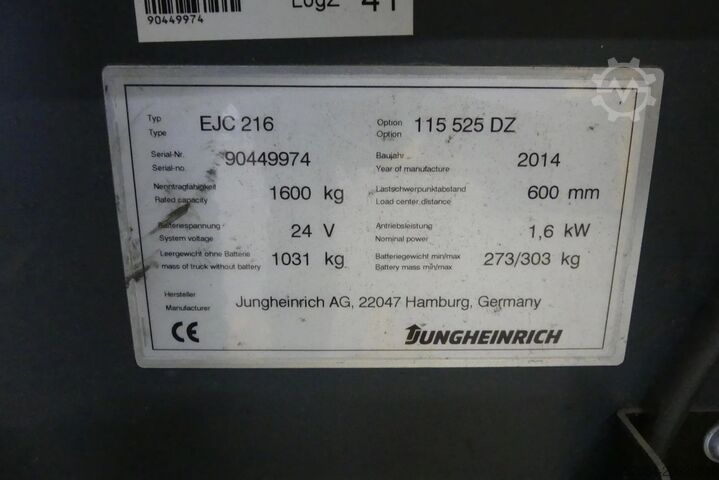 LogZ 41
90449974
Typ
Type EJC 216 Option
Option 115 525 DZ
Serial-Nr.
Serial-no. 90449974 Baujahr
Year of manufacture 2014
Nenntragfähigkeit
Rated capacity 1600 kg Lastschwerpunktabstand
Load center distance 600 mm
Batteriespannung
System voltage 24 V Antriebsleistung
Nominal power 1,6 kW
Leergewicht ohne Batterie
mass of truck without battery 1031 kg Batteriegewicht min/max
Battery mass min/max 273/303 kg
Hersteller
Manufacturer Jungheinrich AG, 22047 Hamburg, Germany
CE JUNGHEINRICH